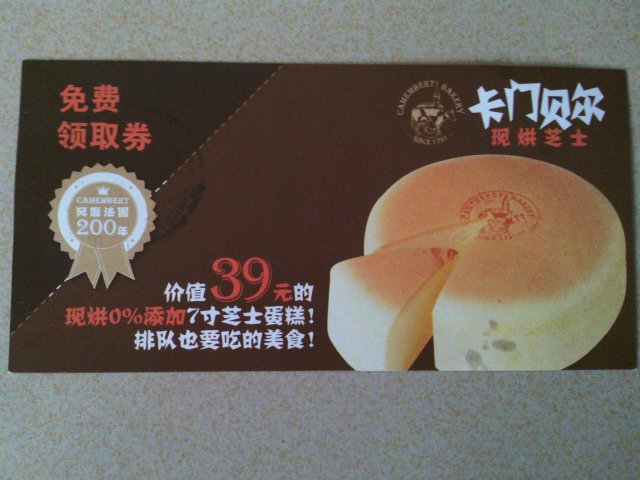 免费
领取券
CAMEMBERT
风靡法国
200年
CAMEMBERT BAKERY
SINCE 1791
卡门贝尔
现烘芝士
价值39元的
现烘0%添加7寸芝士蛋糕!
排队也要吃的美食!